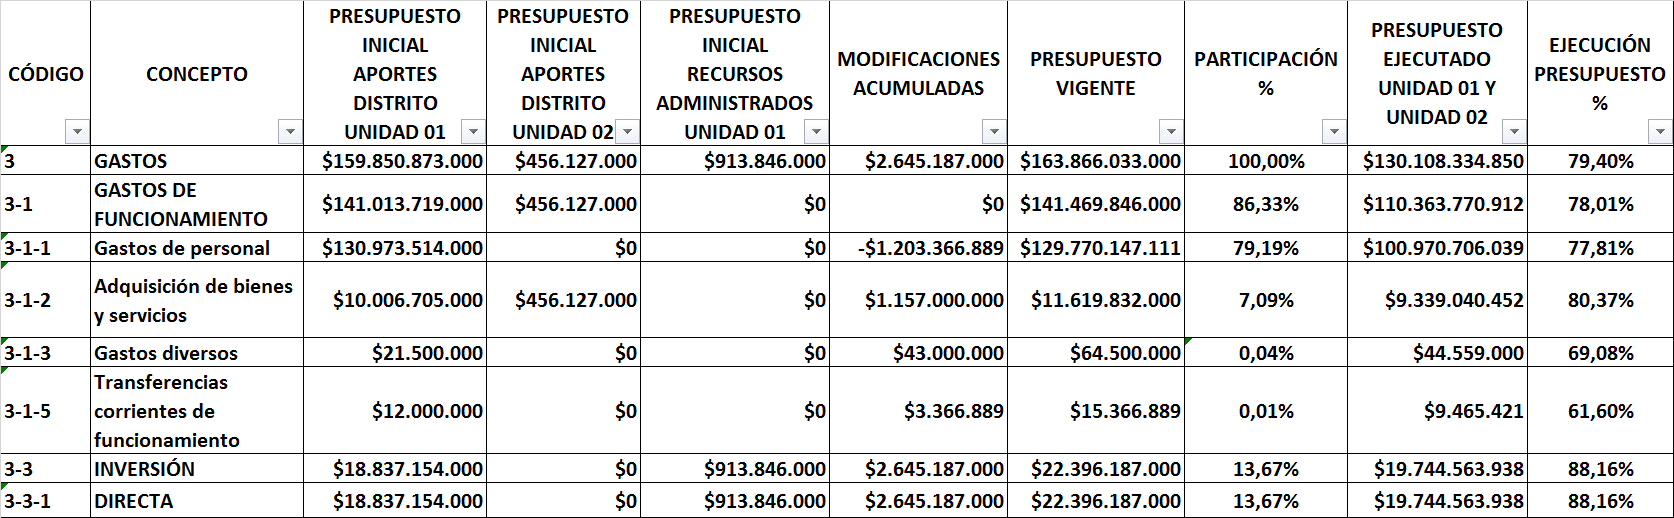 CÓDIGO
CONCEPTO
PRESUPUESTO
INICIAL
APORTES
DISTRITO
UNIDAD 01
PRESUPUESTO
INICIAL
APORTES
DISTRITO
UNIDAD 02
PRESUPUESTO
INICIAL
RECURSOS
ADMINISTRADOS
UNIDAD 01
MODIFICACIONES
ACUMULADAS
PRESUPUESTO
VIGENTE
PARTICIPACIÓN
%
PRESUPUESTO
EJECUTADO
UNIDAD 01 Y
UNIDAD 02
EJECUCIÓN
PRESUPUESTO
%
3 GASTOS $159.850.873.000 $456.127.000 $913.846.000 $2.645.187.000 $163.866.033.000 100,00% $130.108.334.850 79,40%
3-1 GASTOS DE
FUNCIONAMIENTO $141.013.719.000 $456.127.000 $0 $0 $141.469.846.000 86,33% $110.363.770.912 78,01%
3-1-1 Gastos de personal $130.973.514.000 $0 $0 -$1.203.366.889 $129.770.147.111 79,19% $100.970.706.039 77,81%
3-1-2 Adquisición de bienes
y servicios $10.006.705.000 $456.127.000 $0 $1.157.000.000 $11.619.832.000 7,09% $9.339.040.452 80,37%
3-1-3 Gastos diversos $21.500.000 $0 $0 $43.000.000 $64.500.000 0,04% $44.559.000 69,08%
3-1-5 Transferencias
corrientes de
funcionamiento $12.000.000 $0 $0 $3.366.889 $15.366.889 0,01% $9.465.421 61,60%
3-3 INVERSIÓN $18.837.154.000 $0 $913.846.000 $2.645.187.000 $22.396.187.000 13,67% $19.744.563.938 88,16%
3-3-1 DIRECTA $18.837.154.000 $0 $913.846.000 $2.645.187.000 $22.396.187.000 13,67% $19.744.563.938 88,16%